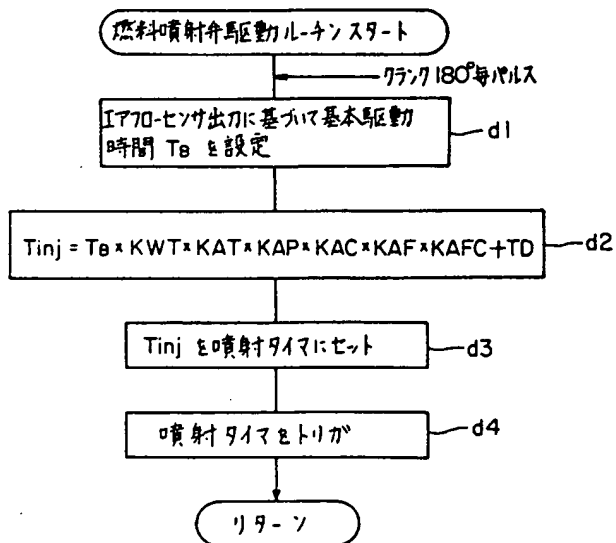 燃料噴射弁駆動ルーチンスタート
クランク180°毎パルス
エアフローセンサ出力に基づいて基本駆動
時間 TB を設定
d1
Tinj = TB * KWT * KAT * KAP * KAC * KAF * KAFC + TD
d2
Tinj を噴射タイマにセット
d3
噴射タイマをトリガ
d4
リターン